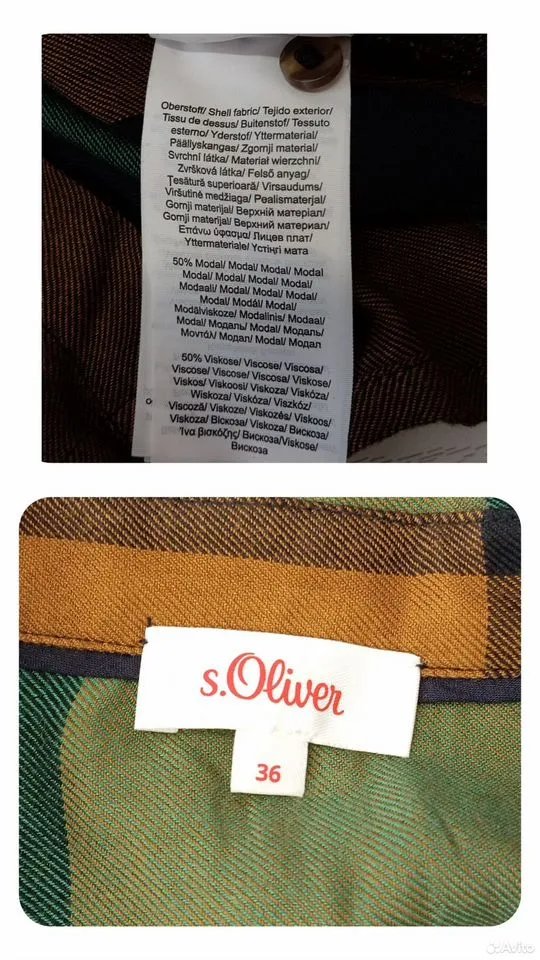 Oberstoff/ Shell fabric/ Tejido exterior/
Tissu de dessus/ Buitenstof/ Tessuto
esterno/ Yderstof/ Yttermaterial/
Päällyskangas/ Zgornji material/
Svrchní látka/ Materiał wierzchni/
Zvršková látka/ Felső anyag/
Țesătură superioară/ Virsaudums/
Viršutinė medžiaga/ Pealismaterjal/
Gornji materijal/ Верхній матеріал/
Gornji materijal/ Верхний материал/
Επάνω ύφασμα/ Лицев плат/
Yttermateriale/ Үстіңгі мата
50% Modal/ Modal/ Modal/ Modal
Modal/ Modal/ Modal/ Modal/
Modaali/ Modal/ Modal/ Modal/
Modal/ Modál/ Modal/
Modālviskoze/ Modalinis/ Modaal/
Modal/ Модаль/ Modal/ Модаль/
Μοντάλ/ Модал/ Modal/ Модал
50% Viskose/ Viscose/ Viscosa/
Viscose/ Viscose/ Viscosa/ Viskose/
Viskos/ Viskoosi/ Viskoza/ Viskóza/
Wiskoza/ Viskóza/ Viszkóz/
Viscoză/ Viskoze/ Viskozės/ Viskoos/
Viskoza/ Віскоза/ Viskoza/ Вискоза/
Ίνα βισκόζης/ Вискоза/Viskose/
Вискоза
s.Oliver
36
Avito